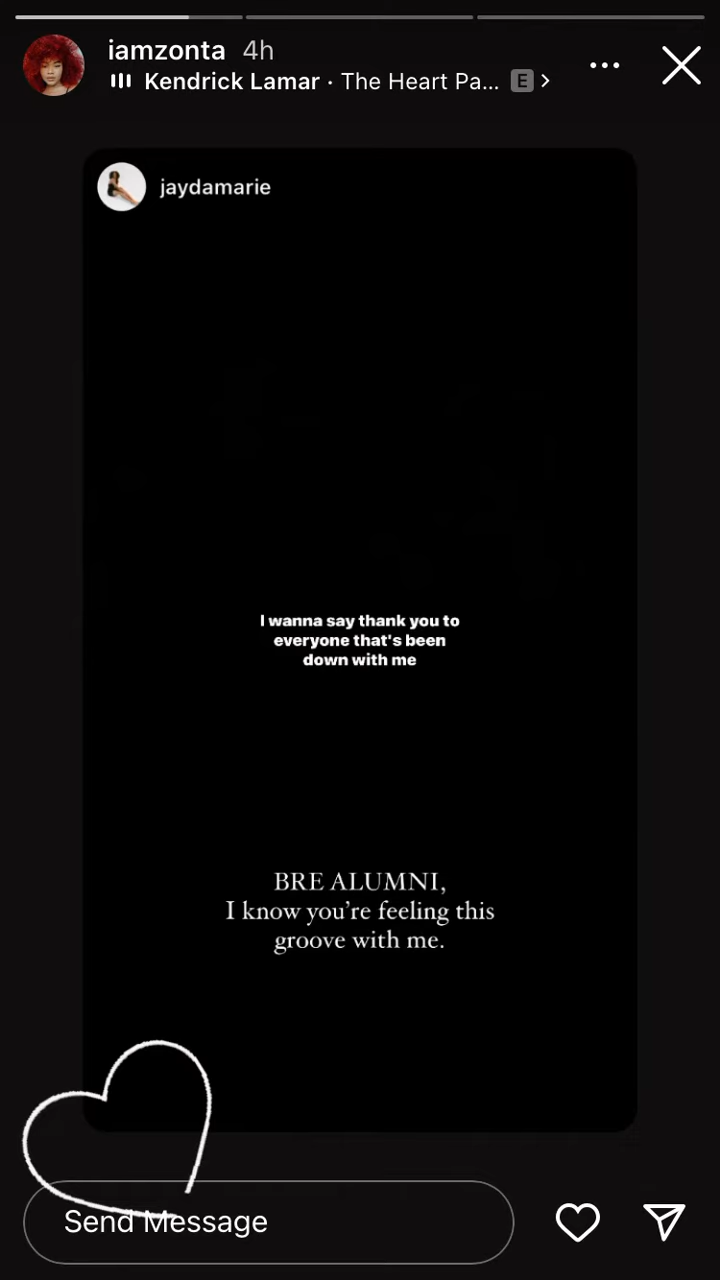 iamzonta 4h
Kendrick Lamar · The Heart Pa... E
jaydamarie
I wanna say thank you to
everyone that's been
down with me
BRE ALUMNI,
I know you’re feeling this
groove with me.
Send Message